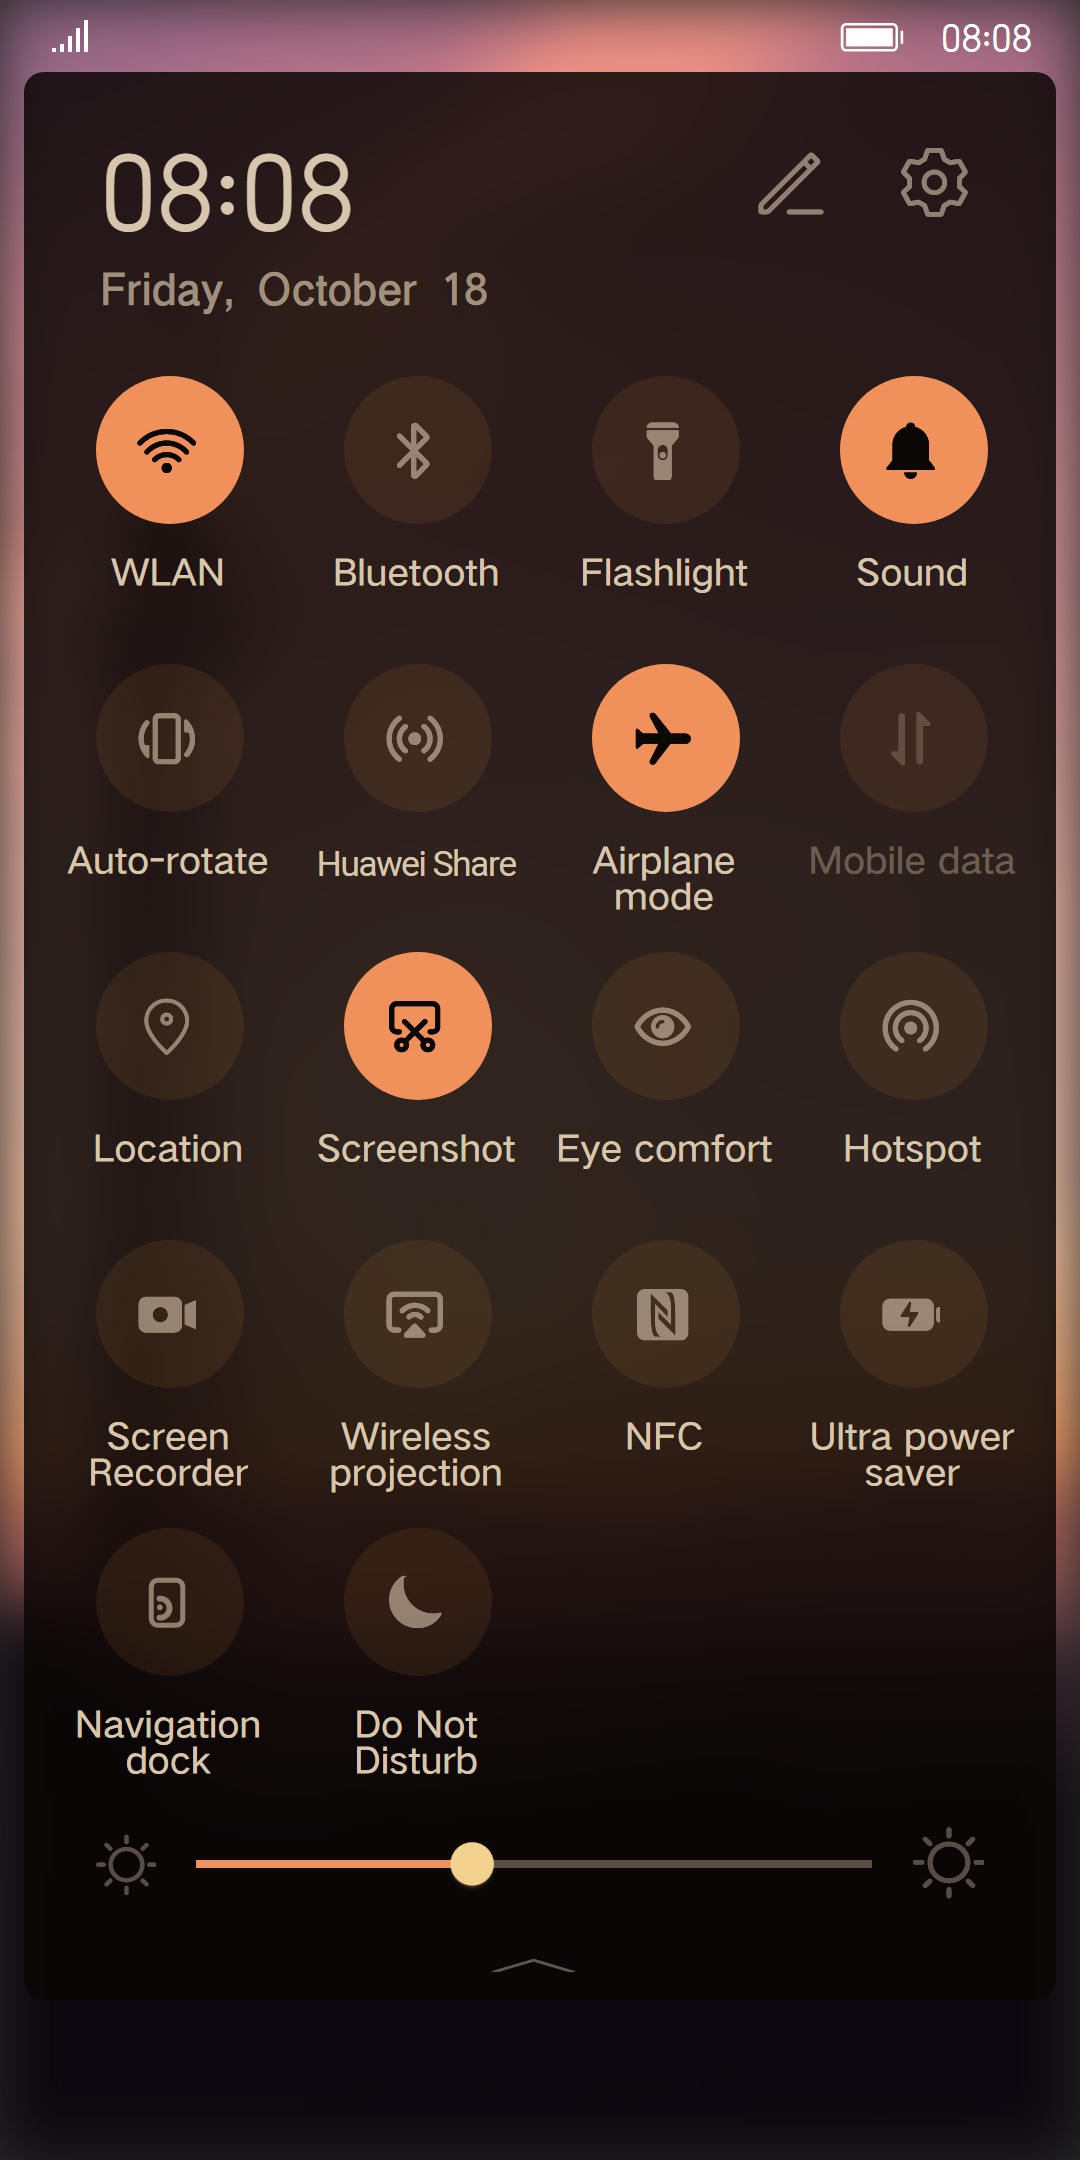 08:08
08:08
Friday, October 18
WLAN
Bluetooth
Flashlight
Sound
Auto-rotate
Huawei Share
Airplane
mode
Mobile data
Location
Screenshot
Eye comfort
Hotspot
Screen
Recorder
Wireless
projection
NFC
Ultra power
saver
Navigation
dock
Do Not
Disturb